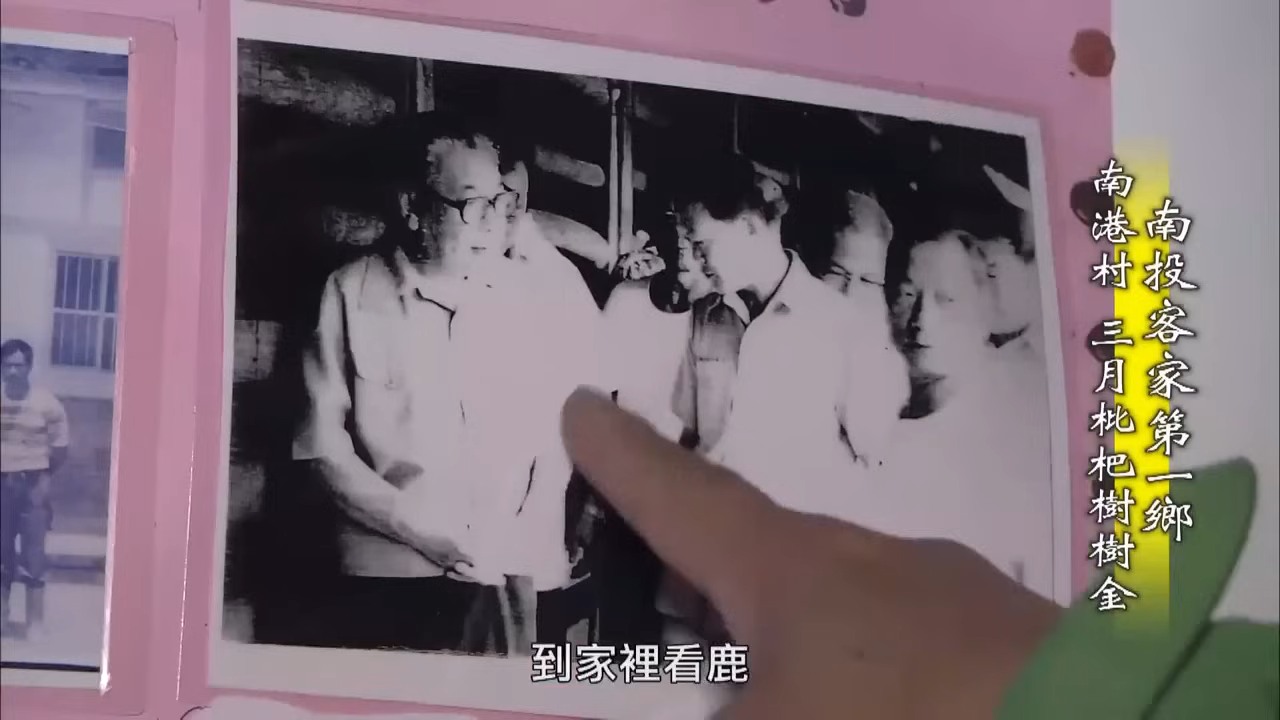 南投客家第一鄉
南港村 三月枇杷樹樹金
到家裡看鹿